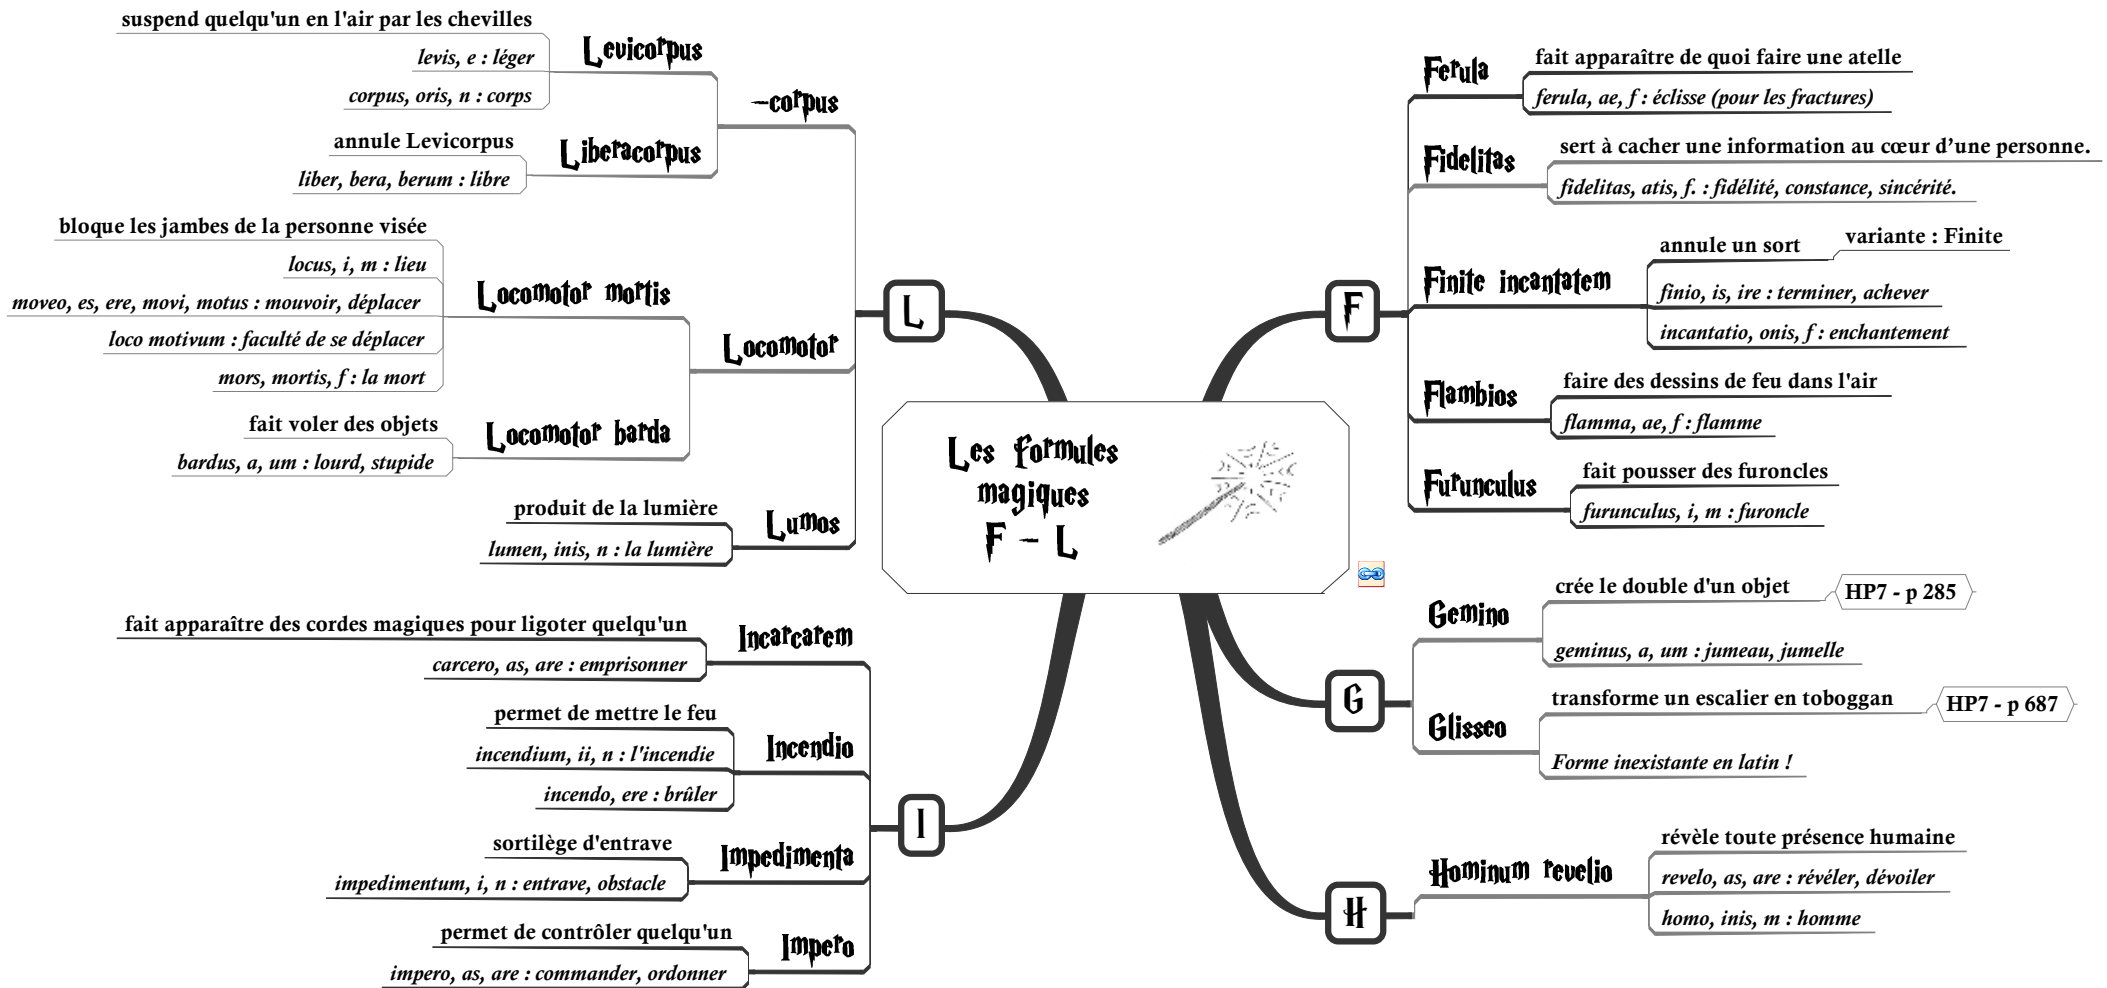 Les formules
magiques
F - L
F
Ferula
fait apparaître de quoi faire une atelle
ferula, ae, f : éclisse (pour les fractures)
Fidelitas
sert à cacher une information au cœur d’une personne.
fidelitas, atis, f. : fidélité, constance, sincérité.
Finite incantatem
annule un sort
variante : Finite
finio, is, ire : terminer, achever
incantatio, onis, f : enchantement
Flambios
faire des dessins de feu dans l'air
flamma, ae, f : flamme
Furunculus
fait pousser des furoncles
furunculus, i, m : furoncle
G
Gemino
crée le double d'un objet
HP7 - p 285
geminus, a, um : jumeau, jumelle
Glisseo
transforme un escalier en toboggan
HP7 - p 687
Forme inexistante en latin !
H
Hominum revelio
révèle toute présence humaine
revelo, as, are : révéler, dévoiler
homo, inis, m : homme
I
Incarcarem
fait apparaître des cordes magiques pour ligoter quelqu'un
carcero, as, are : emprisonner
Incendio
permet de mettre le feu
incendium, ii, n : l'incendie
incendo, ere : brûler
Impedimenta
sortilège d'entrave
impedimentum, i, n : entrave, obstacle
Impero
permet de contrôler quelqu'un
impero, as, are : commander, ordonner
L
-corpus
Levicorpus
suspend quelqu'un en l'air par les chevilles
levis, e : léger
corpus, oris, n : corps
Liberacorpus
annule Levicorpus
liber, bera, berum : libre
Locomotor
Locomotor mortis
bloque les jambes de la personne visée
locus, i, m : lieu
moveo, es, ere, movi, motus : mouvoir, déplacer
loco motivum : faculté de se déplacer
mors, mortis, f : la mort
Locomotor barda
fait voler des objets
bardus, a, um : lourd, stupide
Lumos
produit de la lumière
lumen, inis, n : la lumière